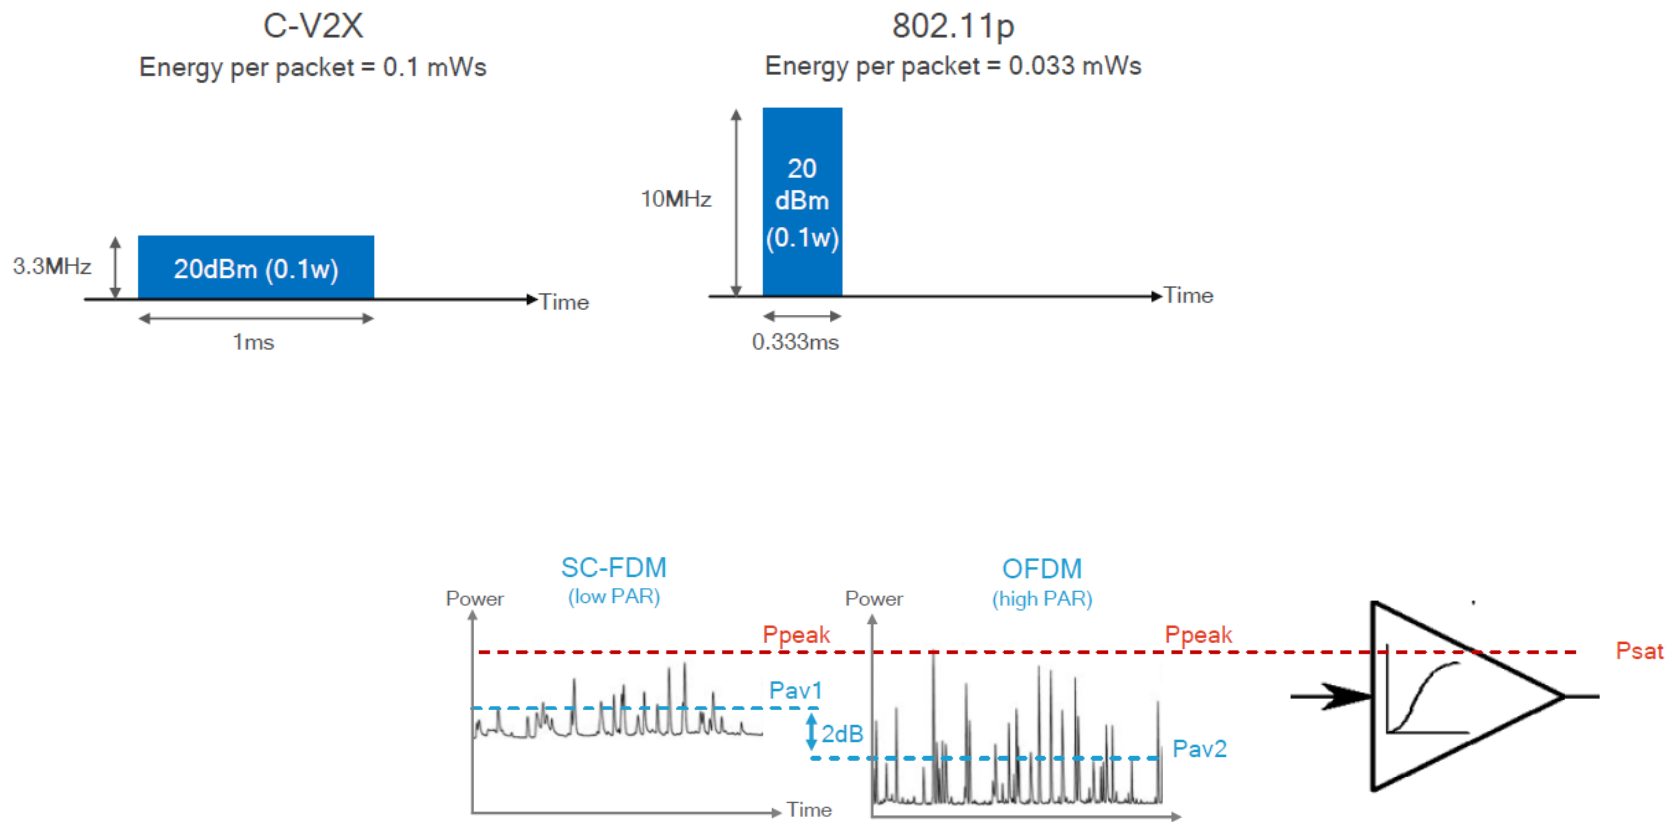 C-V2X
Energy per packet = 0.1 mWs
3.3MHz
20dBm (0.1w)
Time
1ms
802.11p
Energy per packet = 0.033 mWs
10MHz
20
dBm
(0.1w)
Time
0.333ms
SC-FDM
(low PAR)
Power
Ppeak
Pav1
2dB
Time
OFDM
(high PAR)
Power
Ppeak
Pav2
Psat